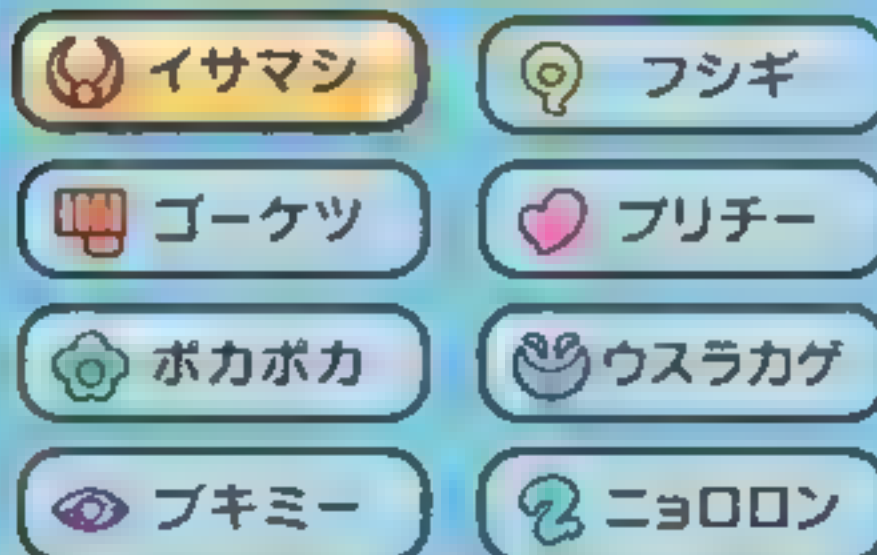 イサマシ
フシギ
ゴーケツ
プリチー
ポカポカ
ウスラカゲ
ブキミー
ニョロロン